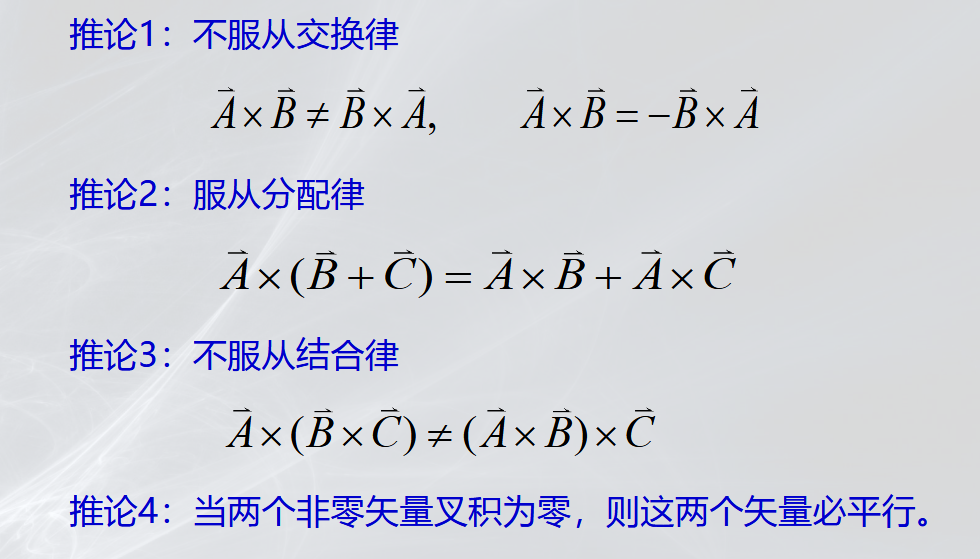 推论1：不服从交换律
$\vec{A}\times\vec{B}\neq\vec{B}\times\vec{A},\quad \vec{A}\times\vec{B}=-\vec{B}\times\vec{A}$
推论2：服从分配律
$\vec{A}\times(\vec{B}+\vec{C})=\vec{A}\times\vec{B}+\vec{A}\times\vec{C}$
推论3：不服从结合律
$\vec{A}\times(\vec{B}\times\vec{C})\neq(\vec{A}\times\vec{B})\times\vec{C}$
推论4：当两个非零矢量叉积为零，则这两个矢量必平行。